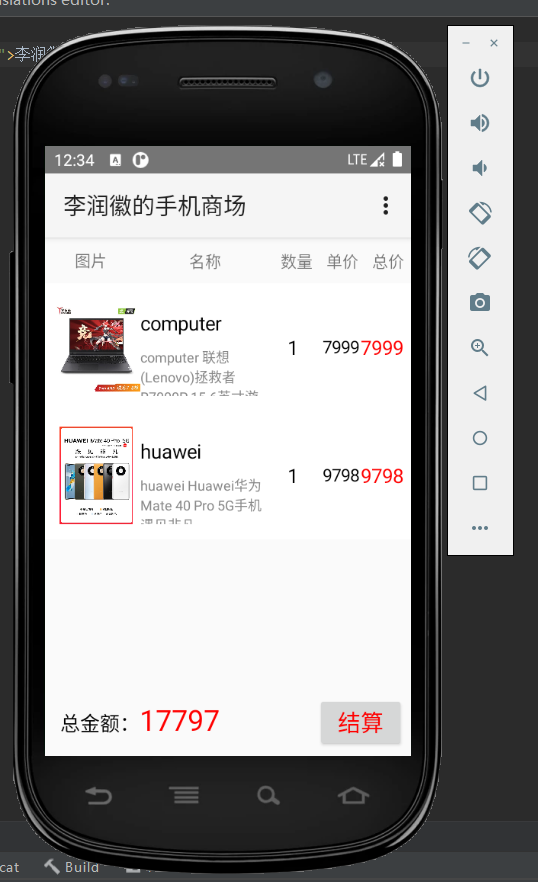 ">李润徽
12:34 LTE
李润徽的手机商场
图片 名称 数量 单价 总价
computer
computer 联想
(Lenovo)拯救者
1 7999 7999
huawei
huawei Huawei华为
Mate 40 Pro 5G手机
1 9798 9798
HUAWEI Mate 40 Pro 5G
总金额：17797
结算
cat Build